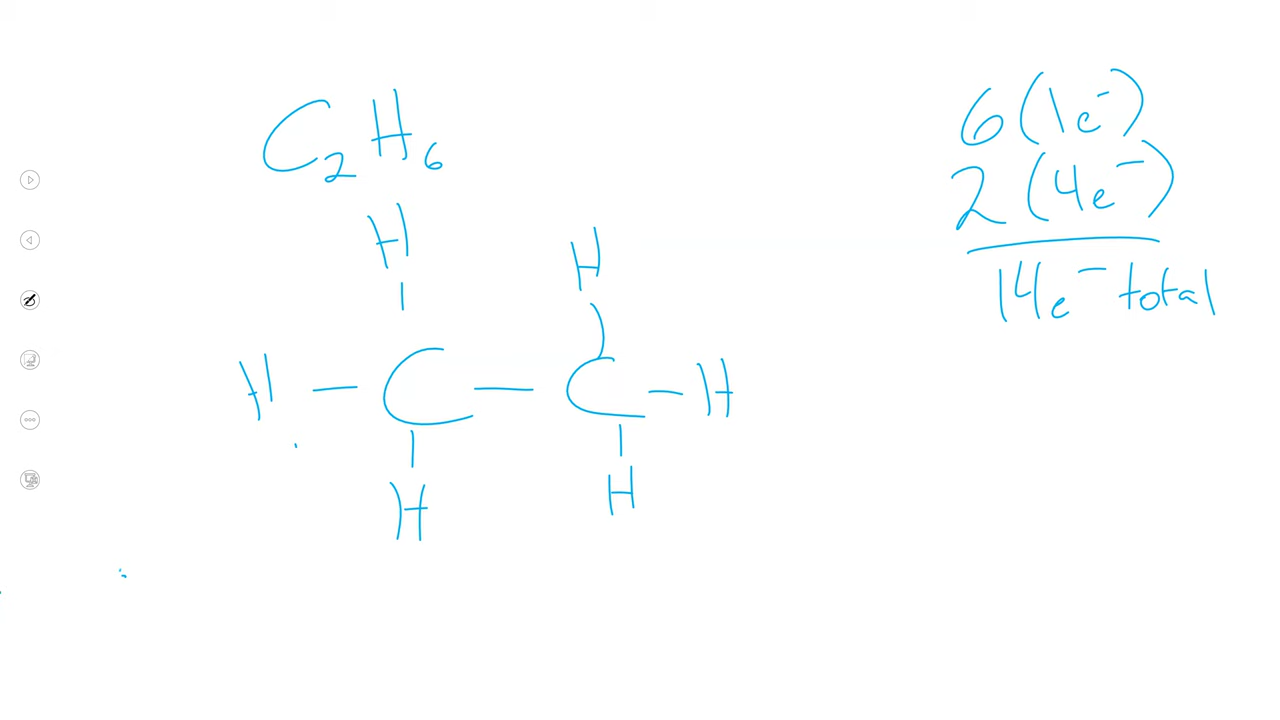 C₂H₆
H H
H – C – C – H
H H
6 (1e⁻)
2 (4e⁻)
14e⁻ total